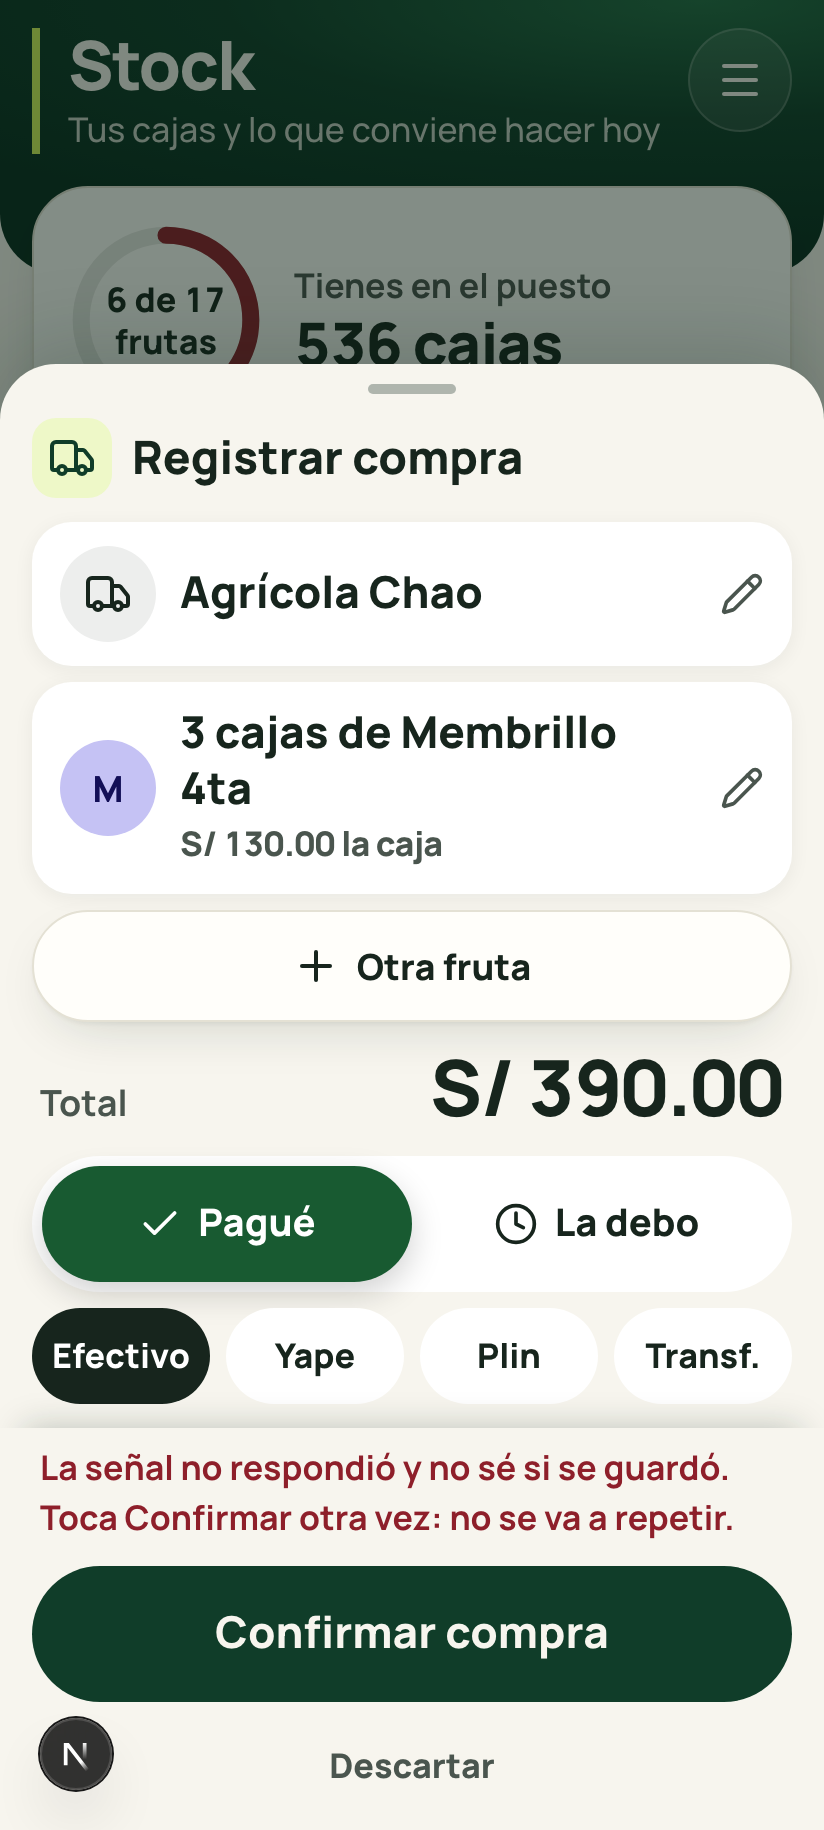 Stock
Tus cajas y lo que conviene hacer hoy
6 de 17
frutas
Tienes en el puesto
536 cajas
Registrar compra
Agrícola Chao
M
3 cajas de Membrillo
4ta
S/ 130.00 la caja
Otra fruta
Total
S/ 390.00
Pagué
La debo
Efectivo
Yape
Plin
Transf.
La señal no respondió y no sé si se guardó.
Toca Confirmar otra vez: no se va a repetir.
Confirmar compra
N
Descartar